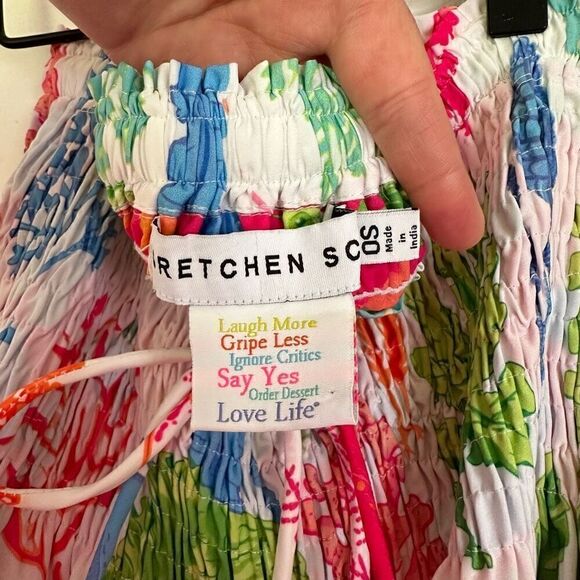 RETCHEN SC
OS
Made
in
India
Laugh More
Gripe Less
Ignore Critics
Say Yes
Order Dessert
Love Life®